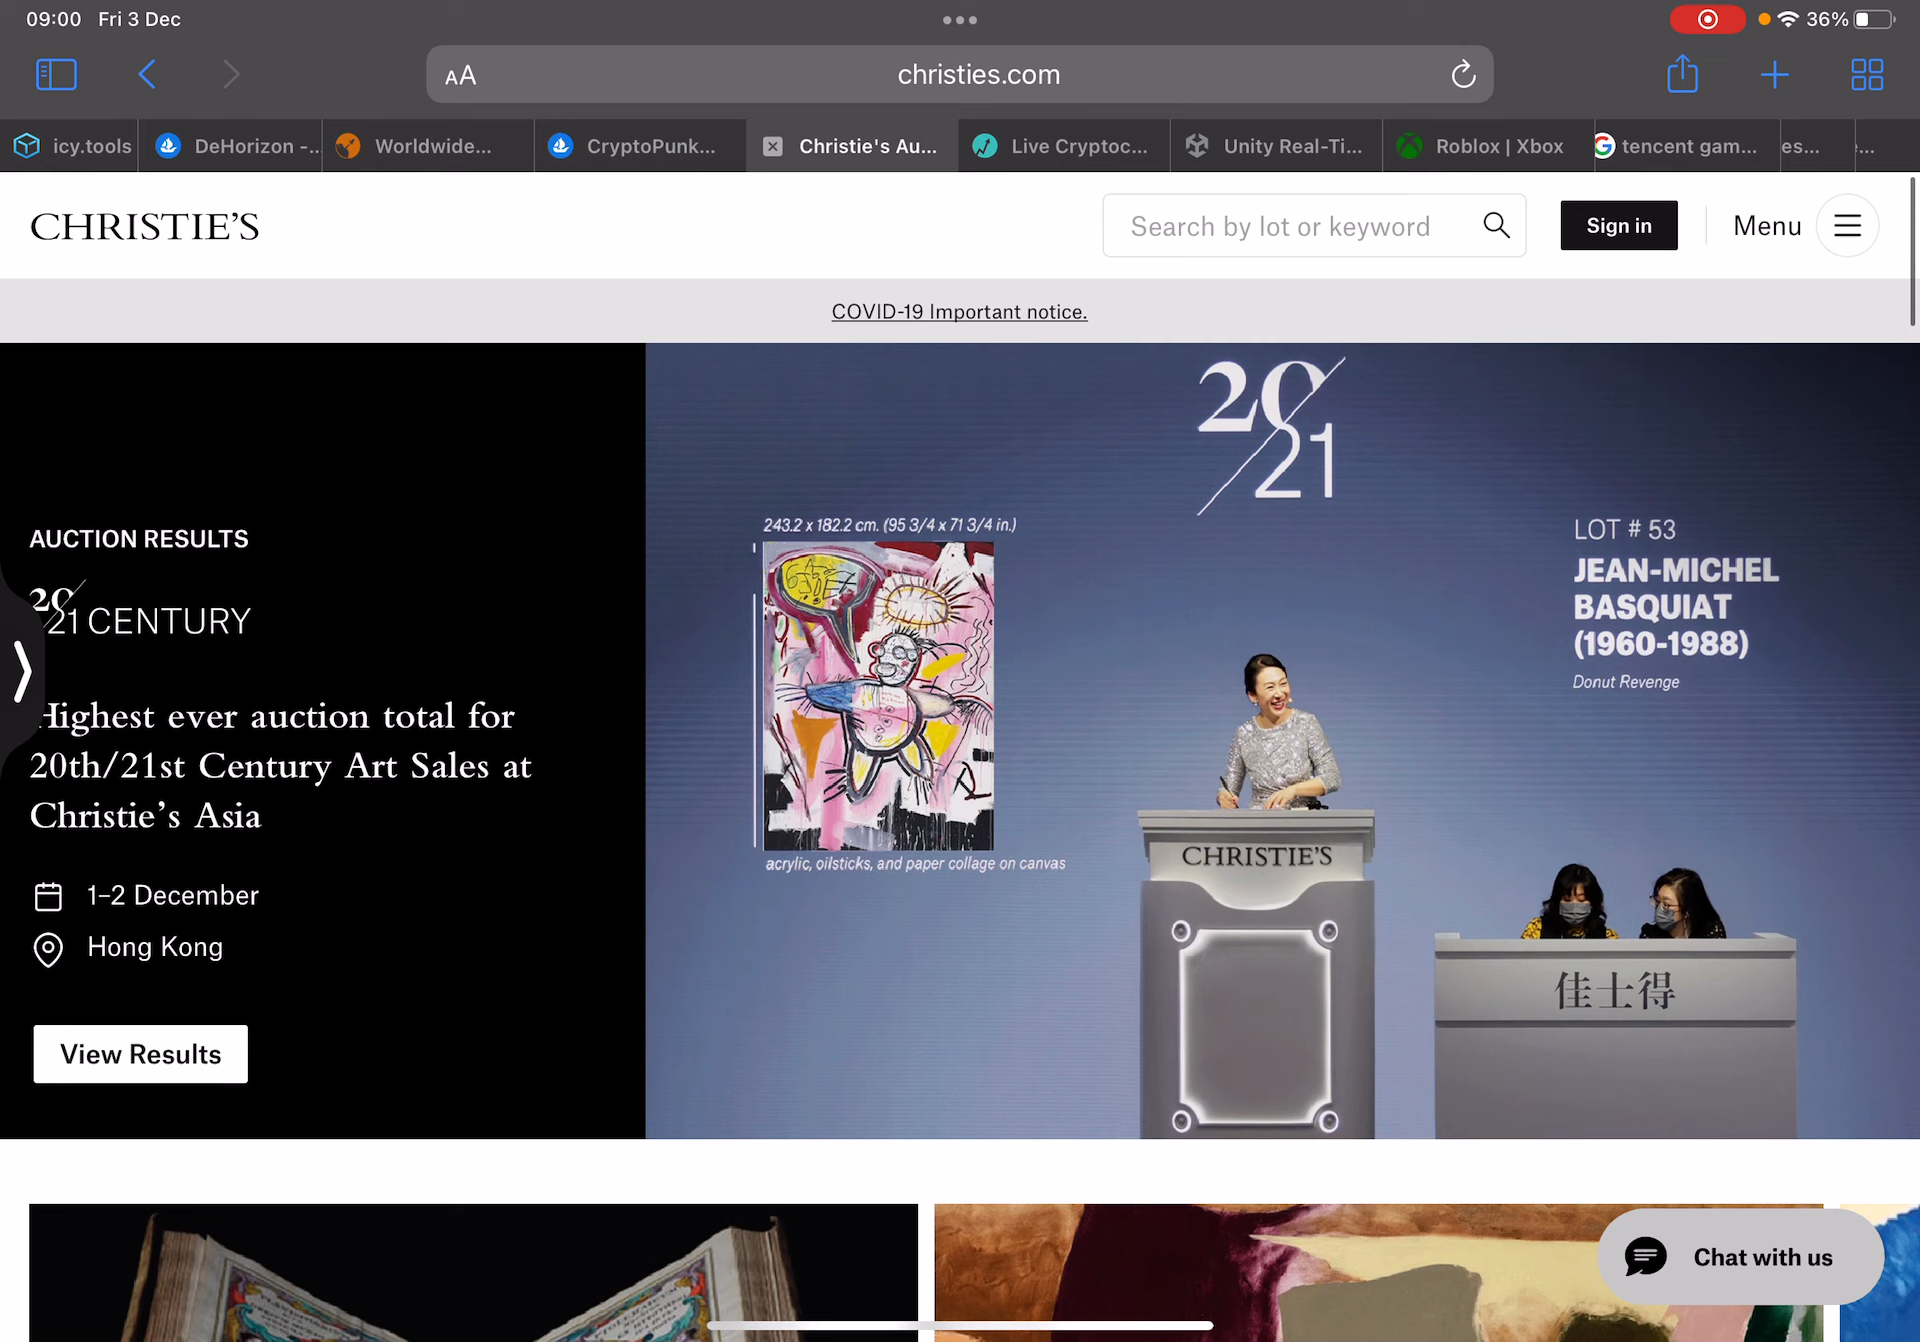 09:00 Fri 3 Dec
36%
AA
christies.com
icy.tools
DeHorizon -...
Worldwide...
CryptoPunk...
Christie's Au...
Live Cryptoc...
Unity Real-Ti...
Roblox | Xbox
tencent gam...
es...
CHRISTIE'S
Search by lot or keyword
Sign in
Menu
COVID-19 Important notice.
AUCTION RESULTS
20/21 CENTURY
Highest ever auction total for
20th/21st Century Art Sales at
Christie's Asia
1–2 December
Hong Kong
View Results
20
21
243.2 x 182.2 cm. (95 3/4 x 71 3/4 in.)
acrylic, oilsticks, and paper collage on canvas
LOT # 53
JEAN-MICHEL
BASQUIAT
(1960-1988)
Donut Revenge
CHRISTIE'S
佳士得
Chat with us